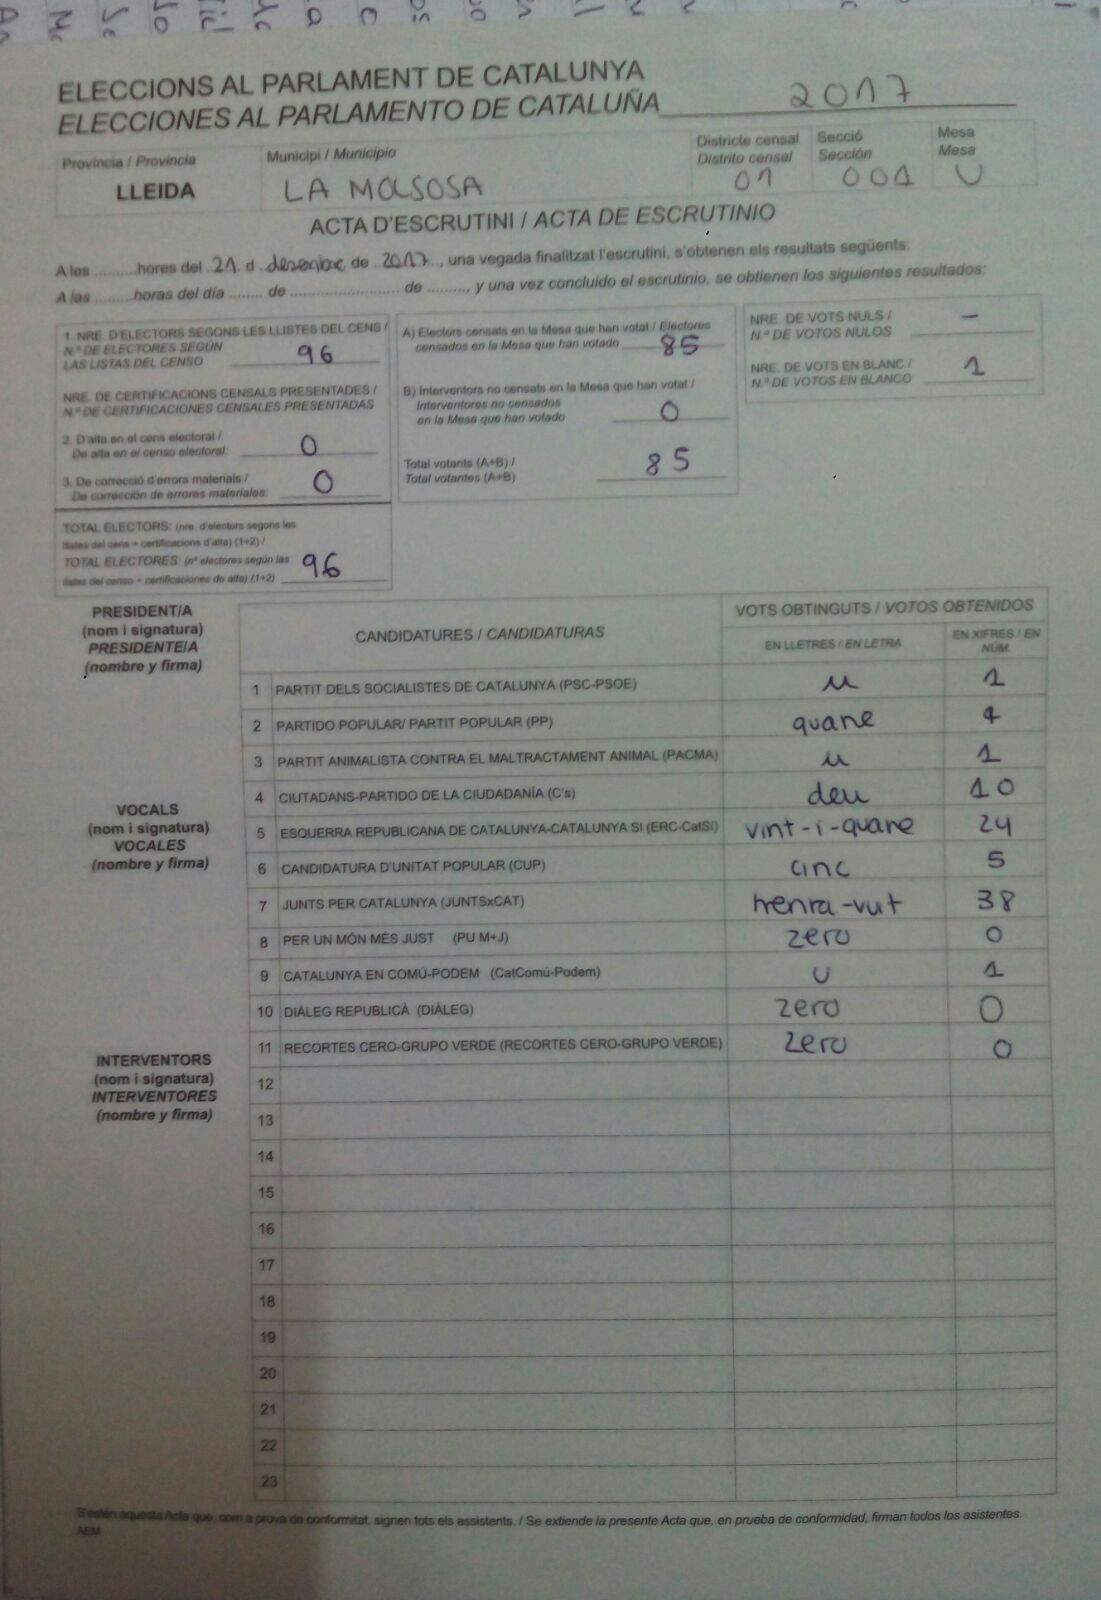 ELECCIONS AL PARLAMENT DE CATALUNYA
ELECCIONES AL PARLAMENTO DE CATALUÑA 2017
Província / Provincia Municipi / Municipio Districte censal Distrito censal Secció Sección Mesa Mesa
LLEIDA LA MOLSOSA 01 001 U
ACTA D'ESCRUTINI / ACTA DE ESCRUTINIO
A les .........hores del 21 d desembre de 2017, una vegada finalitzat l'escrutini, s'obtenen els resultats següents:
A las ........horas del día ....... de ........................ de ........, y una vez concluido el escrutinio, se obtienen los siguientes resultados:
1. NRE. D'ELECTORS SEGONS LES LLISTES DEL CENS /
N.º DE ELECTORES SEGÚN
LAS LISTAS DEL CENSO 96
NRE. DE CERTIFICACIONS CENSALS PRESENTADES /
N.º DE CERTIFICACIONES CENSALES PRESENTADAS
2. D'alta en el cens electoral /
De alta en el censo electoral: 0
3. De correcció d'errors materials /
De corrección de errores materiales: 0
TOTAL ELECTORS: (nre. d'electors segons les
llistes del cens + certificacions d'alta) (1+2) /
TOTAL ELECTORES: (nº electores según las
listas del censo + certificaciones de alta) (1+2) 96
A) Electors censats en la Mesa que han votat / Electores
censados en la Mesa que han votado 85
B) Interventors no censats en la Mesa que han votat /
Interventores no censados
en la Mesa que han votado 0
Total votants (A+B) /
Total votantes (A+B) 85
NRE. DE VOTS NULS /
N.º DE VOTOS NULOS –
NRE. DE VOTS EN BLANC /
N.º DE VOTOS EN BLANCO 1
PRESIDENT/A
(nom i signatura)
PRESIDENTE/A
(nombre y firma)
VOCALS
(nom i signatura)
VOCALES
(nombre y firma)
INTERVENTORS
(nom i signatura)
INTERVENTORES
(nombre y firma)
CANDIDATURES / CANDIDATURAS
VOTS OBTINGUTS / VOTOS OBTENIDOS
EN LLETRES / EN LETRA EN XIFRES / EN NÚM.
1 PARTIT DELS SOCIALISTES DE CATALUNYA (PSC-PSOE) u 1
2 PARTIDO POPULAR/ PARTIT POPULAR (PP) quatre 4
3 PARTIT ANIMALISTA CONTRA EL MALTRACTAMENT ANIMAL (PACMA) u 1
4 CIUTADANS-PARTIDO DE LA CIUDADANÍA (C's) deu 10
5 ESQUERRA REPUBLICANA DE CATALUNYA-CATALUNYA SÍ (ERC-CatSí) vint-i-quatre 24
6 CANDIDATURA D'UNITAT POPULAR (CUP) cinc 5
7 JUNTS PER CATALUNYA (JUNTSxCAT) trenta-vuit 38
8 PER UN MÓN MÉS JUST (PU M+J) zero 0
9 CATALUNYA EN COMÚ-PODEM (CatComú-Podem) U 1
10 DIÀLEG REPUBLICÀ (DIÀLEG) zero 0
11 RECORTES CERO-GRUPO VERDE (RECORTES CERO-GRUPO VERDE) zero 0
12
13
14
15
16
17
18
19
20
21
22
23
S'estén aquesta Acta que, com a prova de conformitat, signen tots els assistents. / Se extiende la presente Acta que, en prueba de conformidad, firman todos los asistentes.
AEM